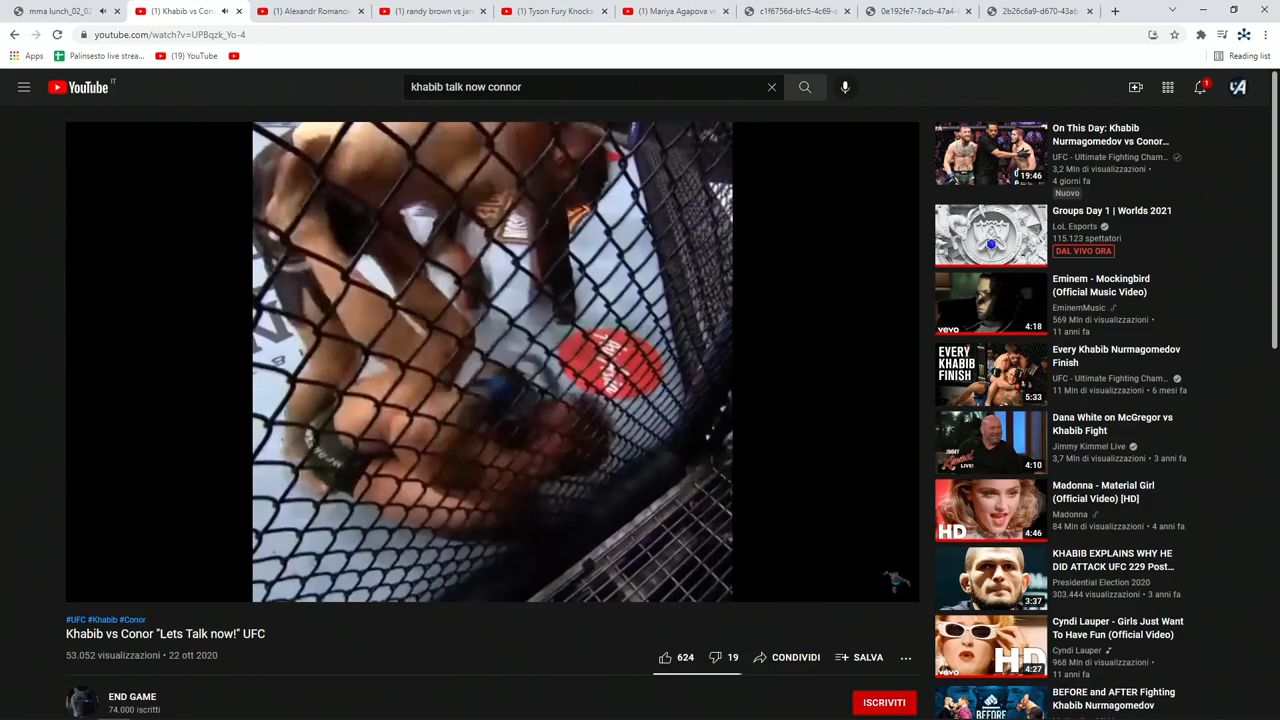 mma lunch_02_02
(1) Khabib vs Con
(1) Alexandr Romano
(1) randy brown vs jar
(1) Tyson Fury knocks
(1) Mariya Agapova vs
c1f6756d-bfc5-4c69-a
0e192fe7-7acb-47a4-
2b26c6a9-d670-43ab
youtube.com/watch?v=UPBqzk_Yo-4
Apps
Palinsesto live strea...
(19) YouTube
Reading list
YouTube IT
khabib talk now connor
1
On This Day: Khabib
Nurmagomedov vs Conor...
UFC - Ultimate Fighting Cham...
3,2 Mln di visualizzazioni •
4 giorni fa
Nuovo
19:46
Groups Day 1 | Worlds 2021
LoL Esports
115.123 spettatori
DAL VIVO ORA
Eminem - Mockingbird
(Official Music Video)
EminemMusic
569 Mln di visualizzazioni •
11 anni fa
vevo
4:18
EVERY
KHABIB
FINISH
5:33
Every Khabib Nurmagomedov
Finish
UFC - Ultimate Fighting Cham...
11 Mln di visualizzazioni • 6 mesi fa
JIMMY
KIMMEL
LIVE!
4:10
Dana White on McGregor vs
Khabib Fight
Jimmy Kimmel Live
3,7 Mln di visualizzazioni • 3 anni fa
HD
4:46
Madonna - Material Girl
(Official Video) [HD]
Madonna
84 Mln di visualizzazioni • 4 anni fa
3:37
KHABIB EXPLAINS WHY HE
DID ATTACK UFC 229 Post...
Presidential Election 2020
303.444 visualizzazioni • 3 anni fa
vevo
HD
4:27
Cyndi Lauper - Girls Just Want
To Have Fun (Official Video)
Cyndi Lauper
968 Mln di visualizzazioni •
11 anni fa
BEFORE
BEFORE and AFTER Fighting
Khabib Nurmagomedov
#UFC #Khabib #Conor
Khabib vs Conor "Lets Talk now!" UFC
53.052 visualizzazioni • 22 ott 2020
624
19
CONDIVIDI
SALVA
END GAME
74.000 iscritti
ISCRIVITI